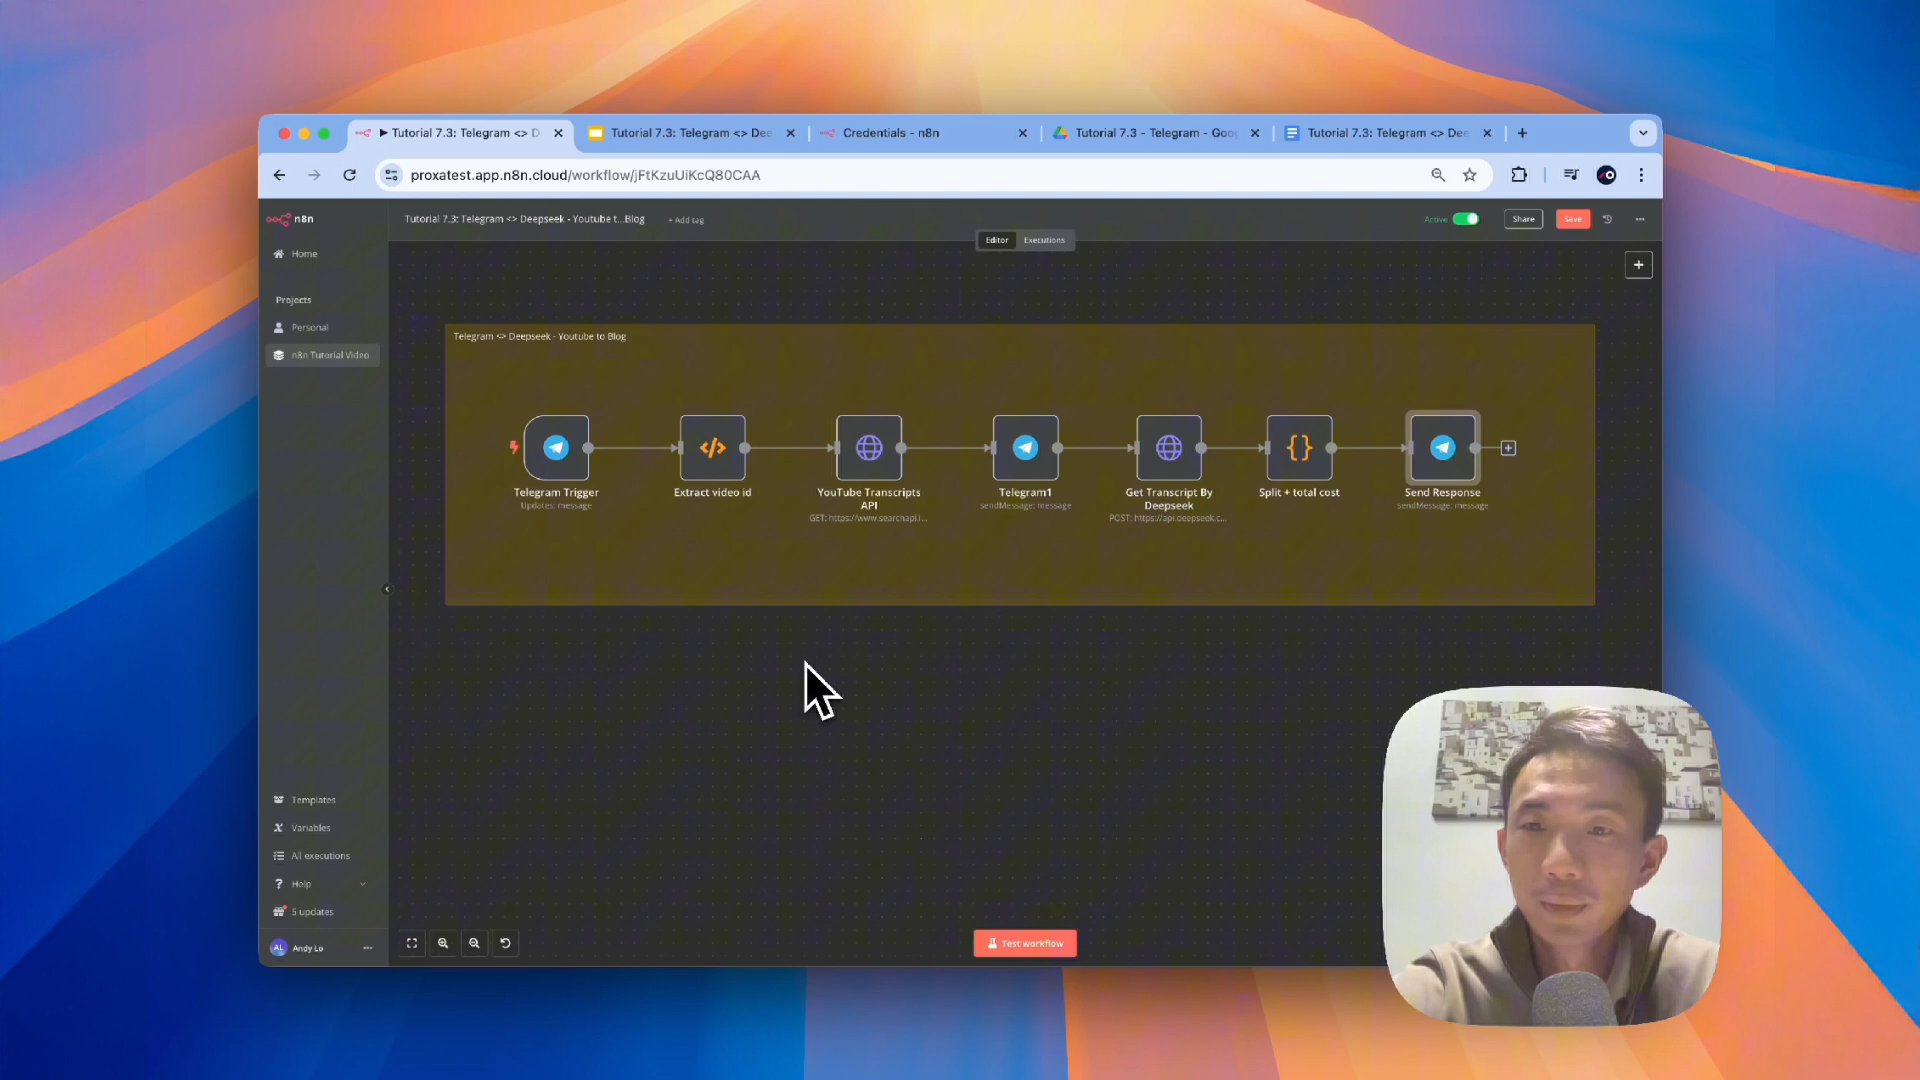 Tutorial 7.3: Telegram <> D
Tutorial 7.3: Telegram <> Dee
Credentials - n8n
Tutorial 7.3 - Telegram - Goo
Tutorial 7.3: Telegram <> Dee
proxatest.app.n8n.cloud/workflow/jFtKzuUiKcQ80CAA
n8n
Tutorial 7.3: Telegram <> Deepseek - Youtube t...Blog
+ Add tag
Active
Share
Save
Editor
Executions
Home
Projects
Personal
n8n Tutorial Video
Telegram <> Deepseek - Youtube to Blog
Telegram Trigger
Updates: message
Extract video id
YouTube Transcripts
API
GET: https://www.searchapi.i...
Telegram1
sendMessage: message
Get Transcript By
Deepseek
POST: https://api.deepseek.c...
Split + total cost
Send Response
sendMessage: message
Templates
Variables
All executions
Help
5 updates
AL
Andy Lo
Test workflow